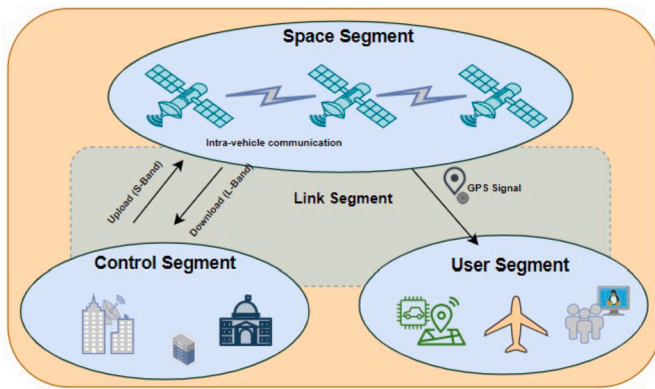 Space Segment
Intra-vehicle communication
Upload (S-Band)
Download (L-Band)
Link Segment
GPS Signal
Control Segment
User Segment